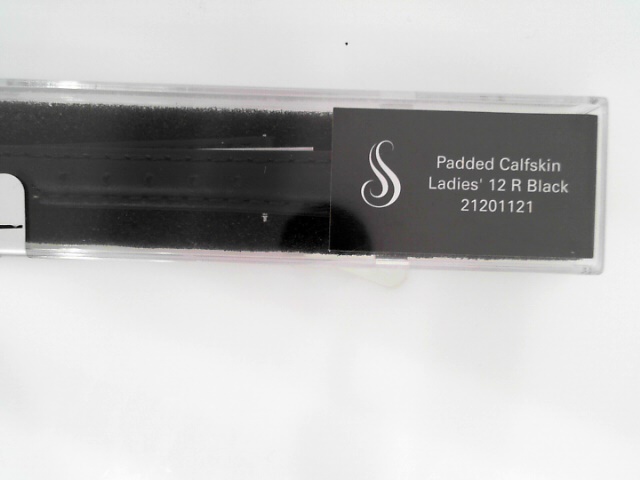 Padded Calfskin
Ladies' 12 R Black
21201121